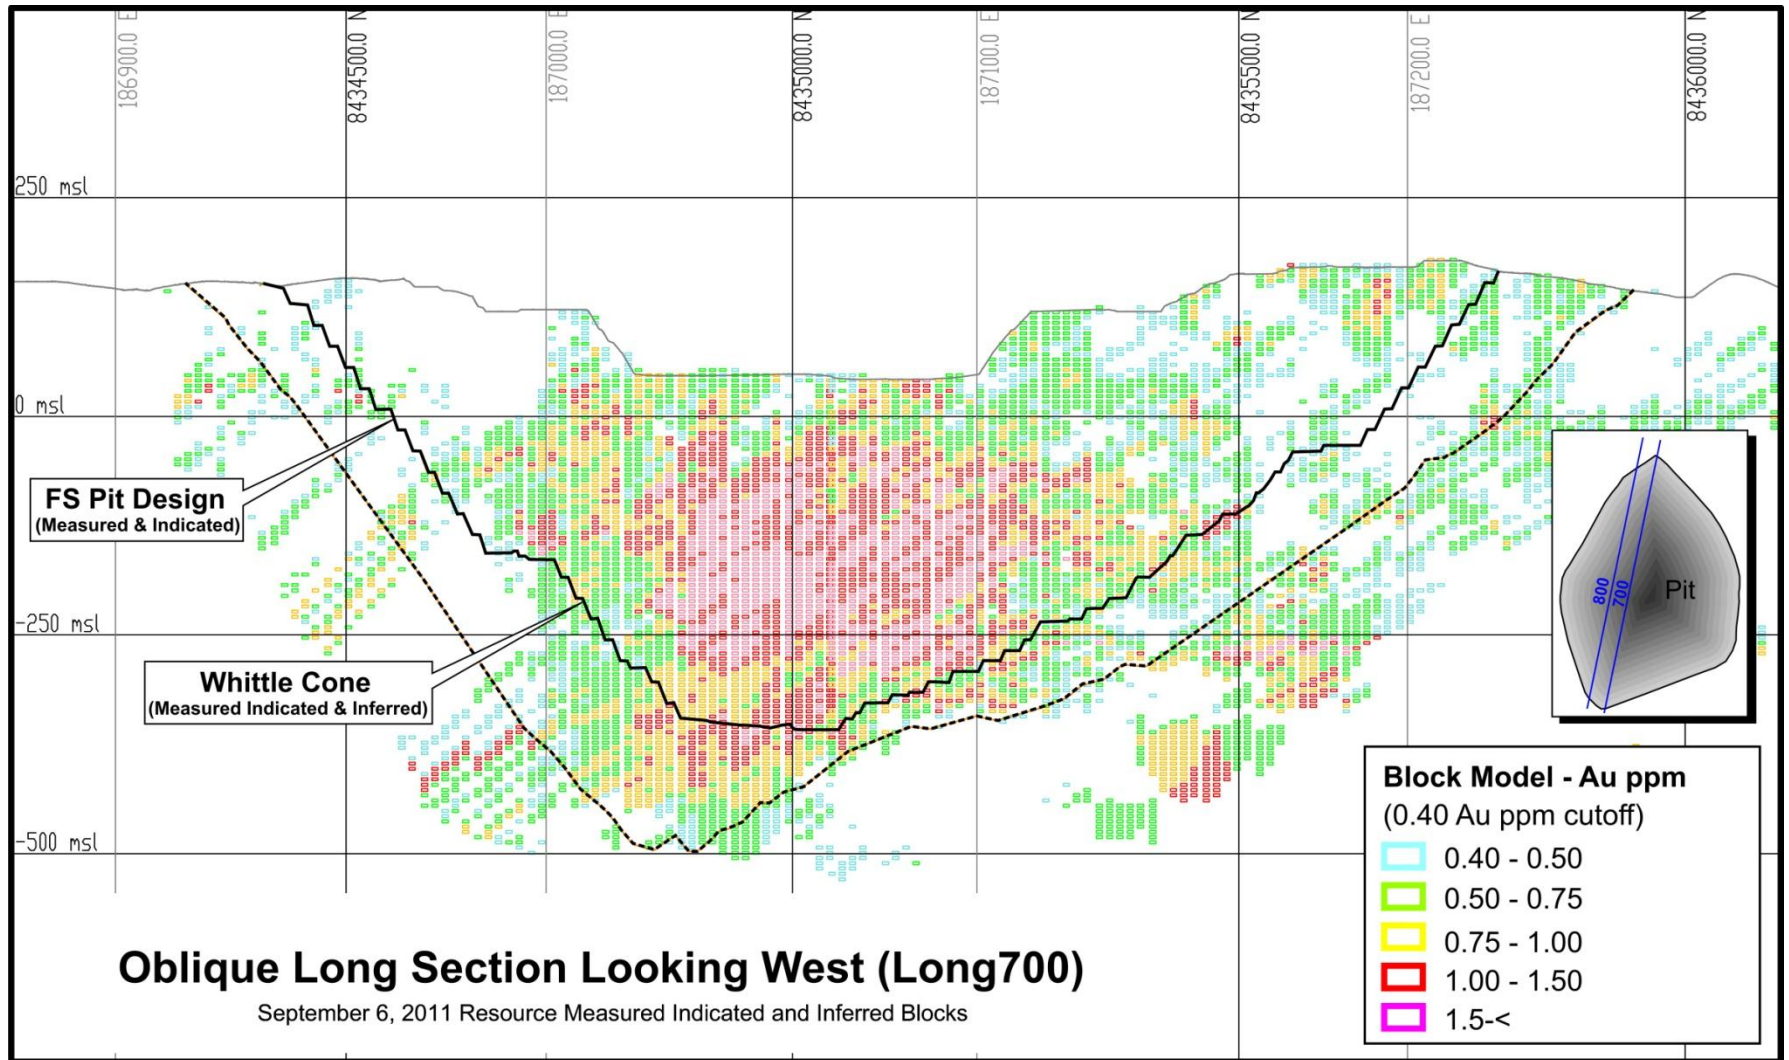 186900.0 E
8434500.0 N
187000.0 E
8435000.0 N
187100.0 E
8435500.0 N
187200.0 E
8436000.0 N
250 msl
0 msl
-250 msl
-500 msl
FS Pit Design
(Measured & Indicated)
Whittle Cone
(Measured Indicated & Inferred)
800
700
Pit
Block Model - Au ppm
(0.40 Au ppm cutoff)
0.40 - 0.50
0.50 - 0.75
0.75 - 1.00
1.00 - 1.50
1.5-<
Oblique Long Section Looking West (Long700)
September 6, 2011 Resource Measured Indicated and Inferred Blocks